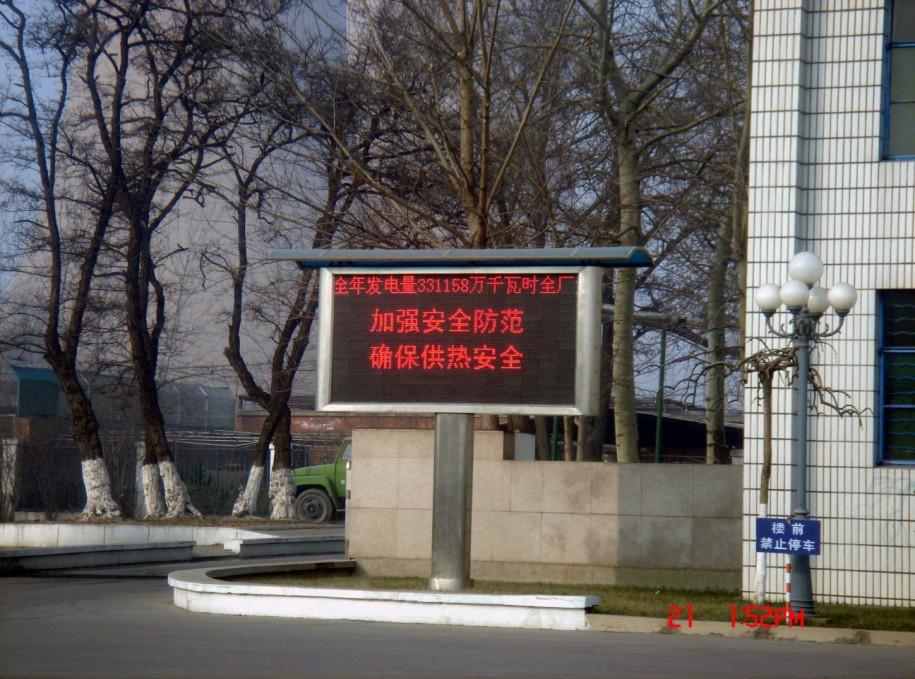 全年发电量331158万千瓦时全厂
加强安全防范
确保供热安全
楼前
禁止停车
21 1:52PM